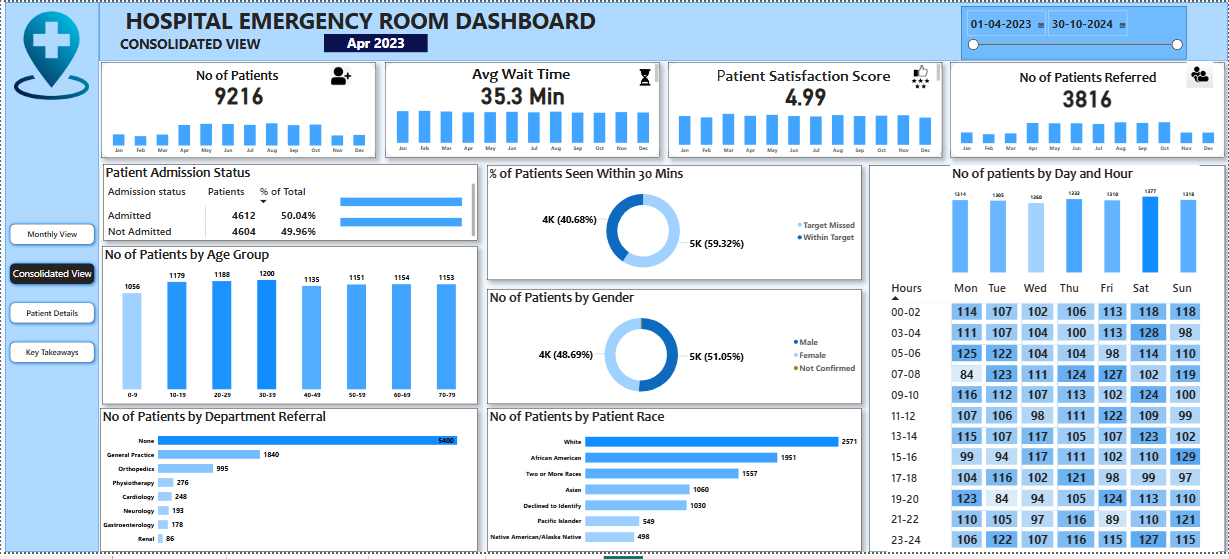 HOSPITAL EMERGENCY ROOM DASHBOARD
CONSOLIDATED VIEW
Apr 2023
01-04-2023
30-10-2024
No of Patients
9216
Jan Feb Mar Apr May Jun Jul Aug Sep Oct Nov Dec
Avg Wait Time
35.3 Min
Jan Feb Mar Apr May Jun Jul Aug Sep Oct Nov Dec
Patient Satisfaction Score
4.99
Jan Feb Mar Apr May Jun Jul Aug Sep Oct Nov Dec
No of Patients Referred
3816
Jan Feb Mar Apr May Jun Jul Aug Sep Oct Nov Dec
Monthly View
Consolidated View
Patient Details
Key Takeaways
Patient Admission Status
Admission status Patients % of Total
Admitted 4612 50.04%
Not Admitted 4604 49.96%
No of Patients by Age Group
1056 1179 1188 1200 1135 1151 1154 1153
0-9 10-19 20-29 30-39 40-49 50-59 60-69 70-79
No of Patients by Department Referral
None 5400
General Practice 1840
Orthopedics 995
Physiotherapy 276
Cardiology 248
Neurology 193
Gastroenterology 178
Renal 86
% of Patients Seen Within 30 Mins
4K (40.68%)
5K (59.32%)
Target Missed
Within Target
No of Patients by Gender
4K (48.69%)
5K (51.05%)
Male
Female
Not Confirmed
No of Patients by Patient Race
White 2571
African American 1951
Two or More Races 1557
Asian 1060
Declined to Identify 1030
Pacific Islander 549
Native American/Alaska Native 498
No of patients by Day and Hour
1314 1305 1260 1332 1310 1377 1318
Hours Mon Tue Wed Thu Fri Sat Sun
00-02 114 107 102 106 113 118 118
03-04 111 107 104 100 113 128 98
05-06 125 122 104 104 98 114 110
07-08 84 123 111 124 127 102 119
09-10 116 112 107 113 102 124 100
11-12 107 106 98 111 122 109 99
13-14 115 107 117 105 107 123 102
15-16 99 94 117 111 102 110 129
17-18 104 116 102 121 98 99 97
19-20 123 84 94 105 124 113 110
21-22 110 105 97 116 89 110 121
23-24 106 122 107 116 115 127 115